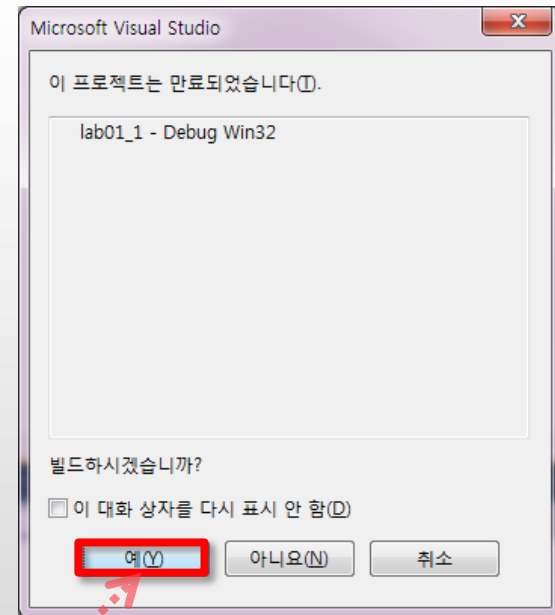 Microsoft Visual Studio
이 프로젝트는 만료되었습니다(T).
lab01_1 - Debug Win32
빌드하시겠습니까?
이 대화 상자를 다시 표시 안 함(D)
예(Y) 아니요(N) 취소